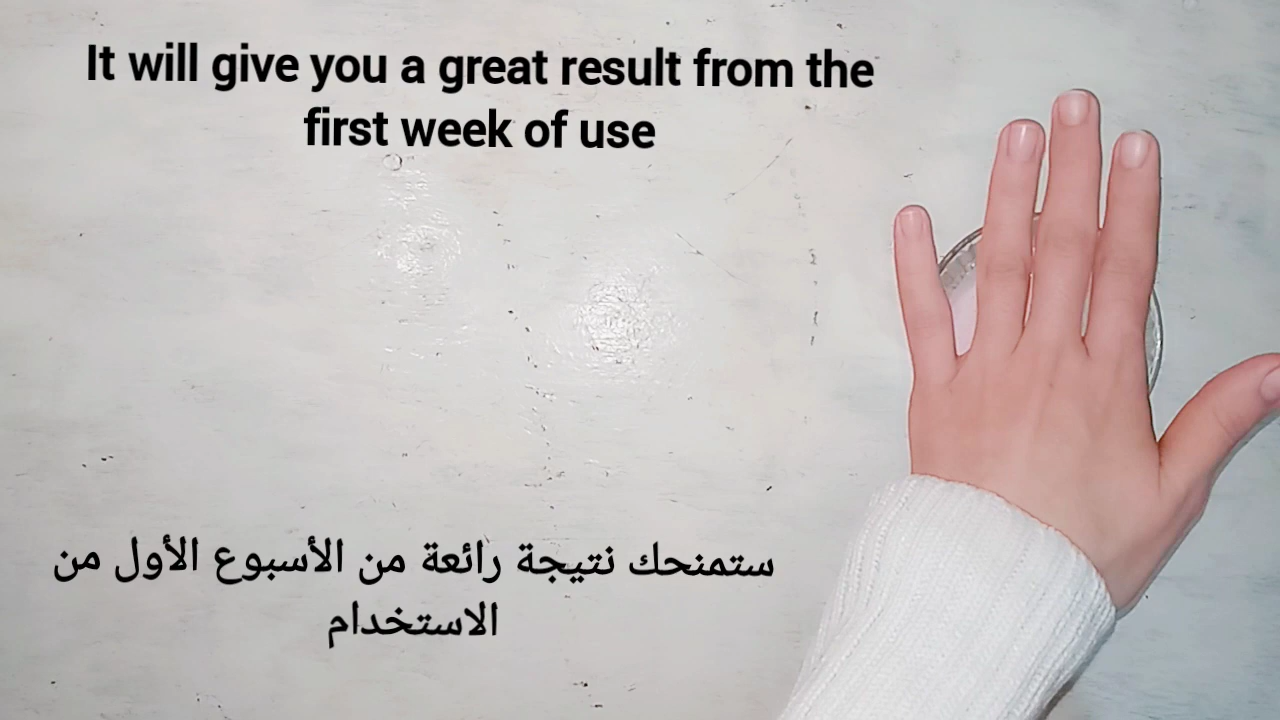 It will give you a great result from the
first week of use
ستمنحك نتيجة رائعة من الأسبوع الأول من
الاستخدام